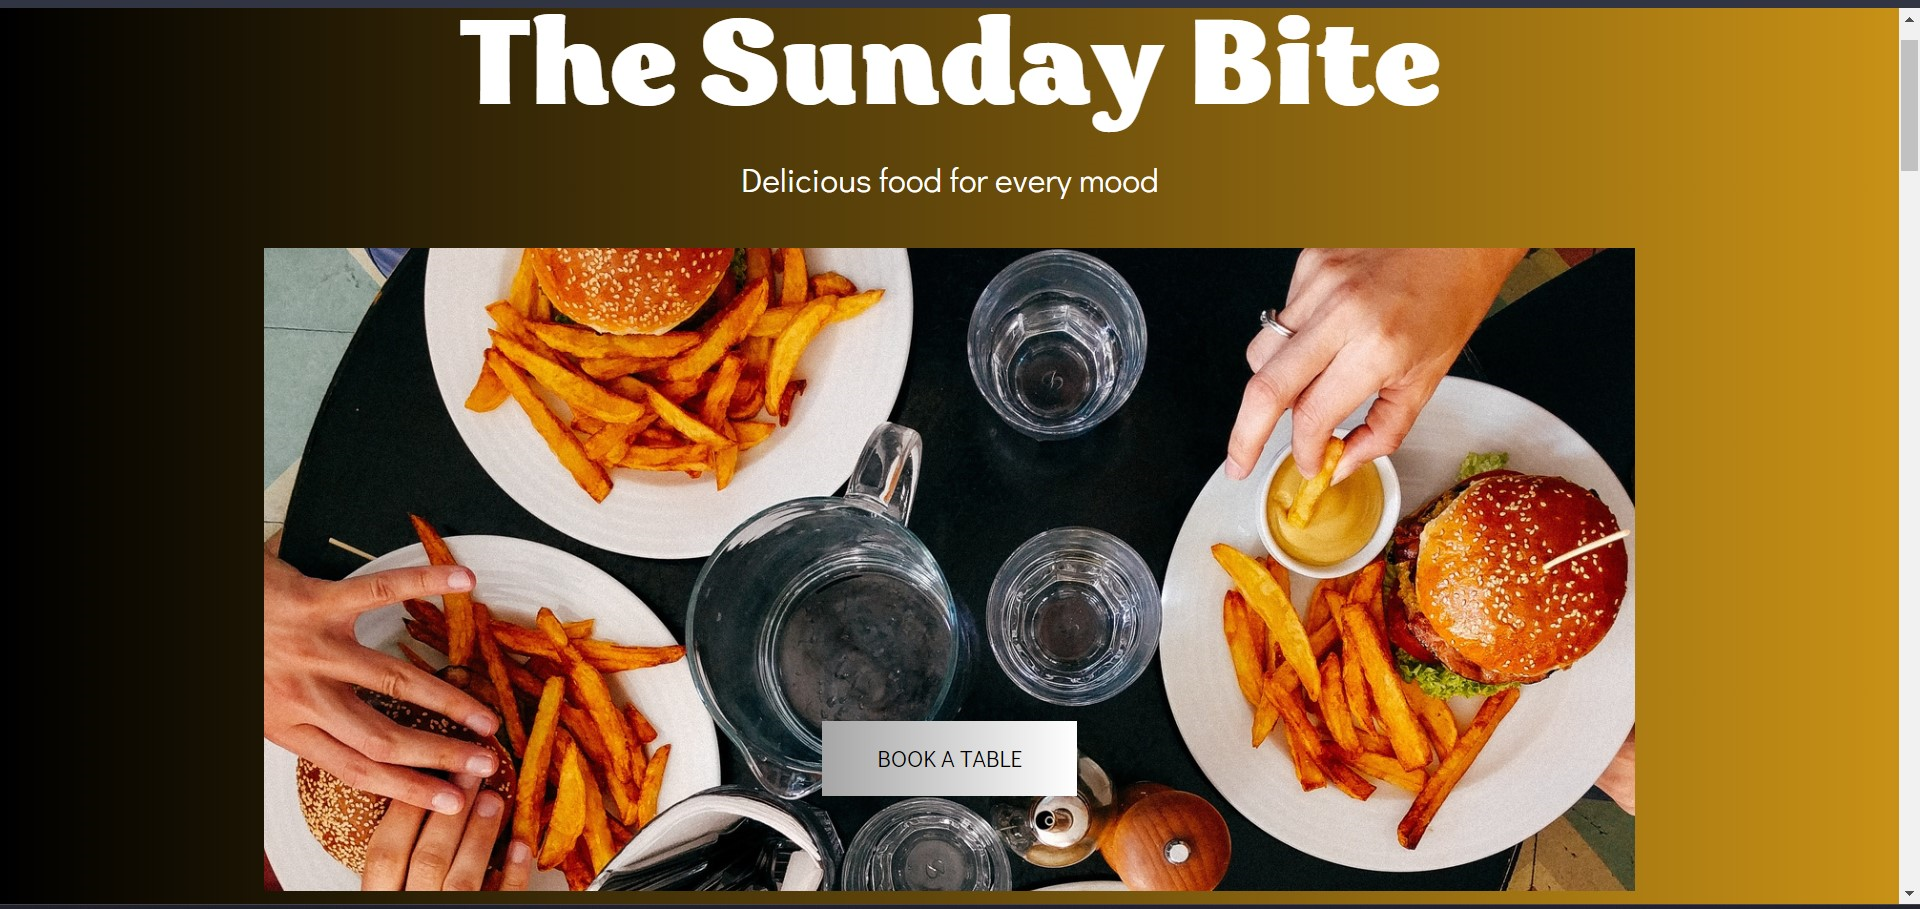 The Sunday Bite
Delicious food for every mood
BOOK A TABLE